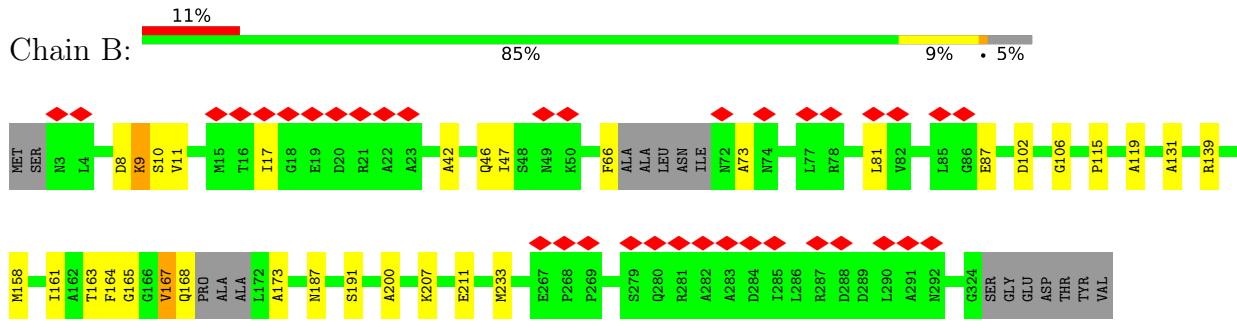 11%
Chain B:
85% 9% • 5%
MET SER N3 L4 D8 K9 S10 V11 M15 T16 I17 G18 E19 D20 R21 A22 A23 A42 Q46 I47 S48 N49 K50 F66 ALA ALA LEU ASN ILE N72 A73 N74 L77 R78 L81 V82 L85 G86 E87 D102 G106 P115 A119 A131 R139
M158 I161 A162 T163 F164 G165 G166 V167 Q168 PRO ALA ALA L172 A173 N187 S191 A200 K207 E211 M233 E267 P268 P269 S279 Q280 R281 A282 A283 D284 I285 L286 R287 D288 D289 L290 A291 N292 G324 SER GLY GLU ASP THR TYR VAL